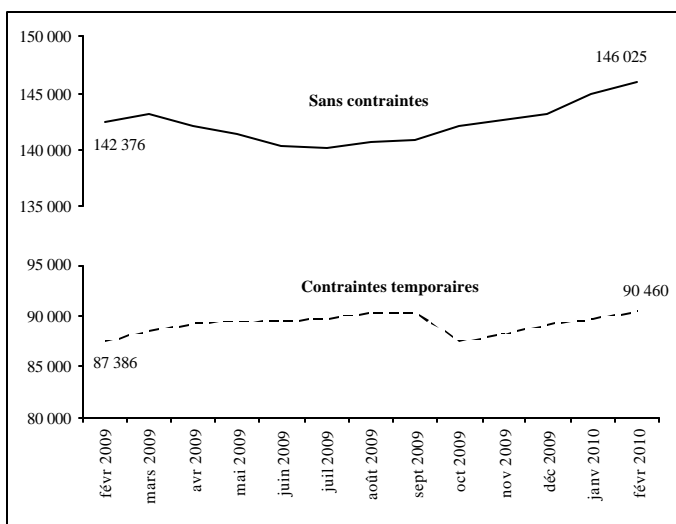 150 000
146 025
145 000
Sans contraintes
142 376
140 000
135 000
95 000
Contraintes temporaires
90 460
90 000
87 386
85 000
80 000
févr 2009
mars 2009
avr 2009
mai 2009
juin 2009
juil 2009
août 2009
sept 2009
oct 2009
nov 2009
déc 2009
janv 2010
févr 2010